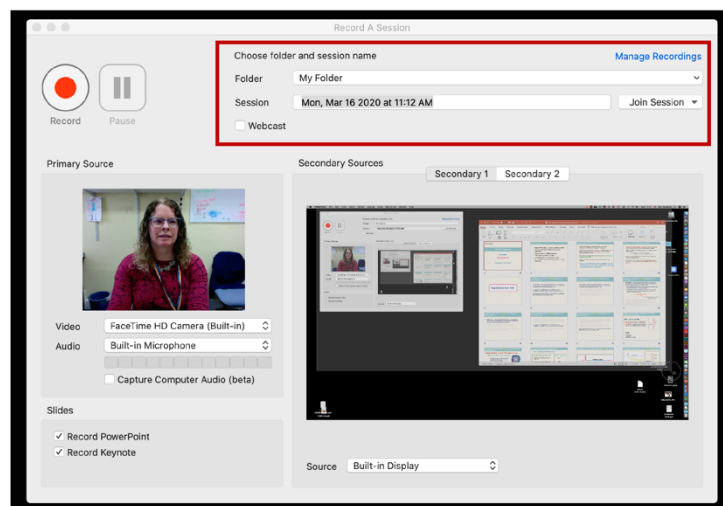 Record A Session
Choose folder and session name Manage Recordings
Folder My Folder
Session Mon, Mar 16 2020 at 11:12 AM Join Session
Webcast
Record Pause
Primary Source
Secondary Sources
Secondary 1 Secondary 2
Video FaceTime HD Camera (Built-in)
Audio Built-in Microphone
Capture Computer Audio (beta)
Slides
Record PowerPoint
Record Keynote
Source Built-in Display